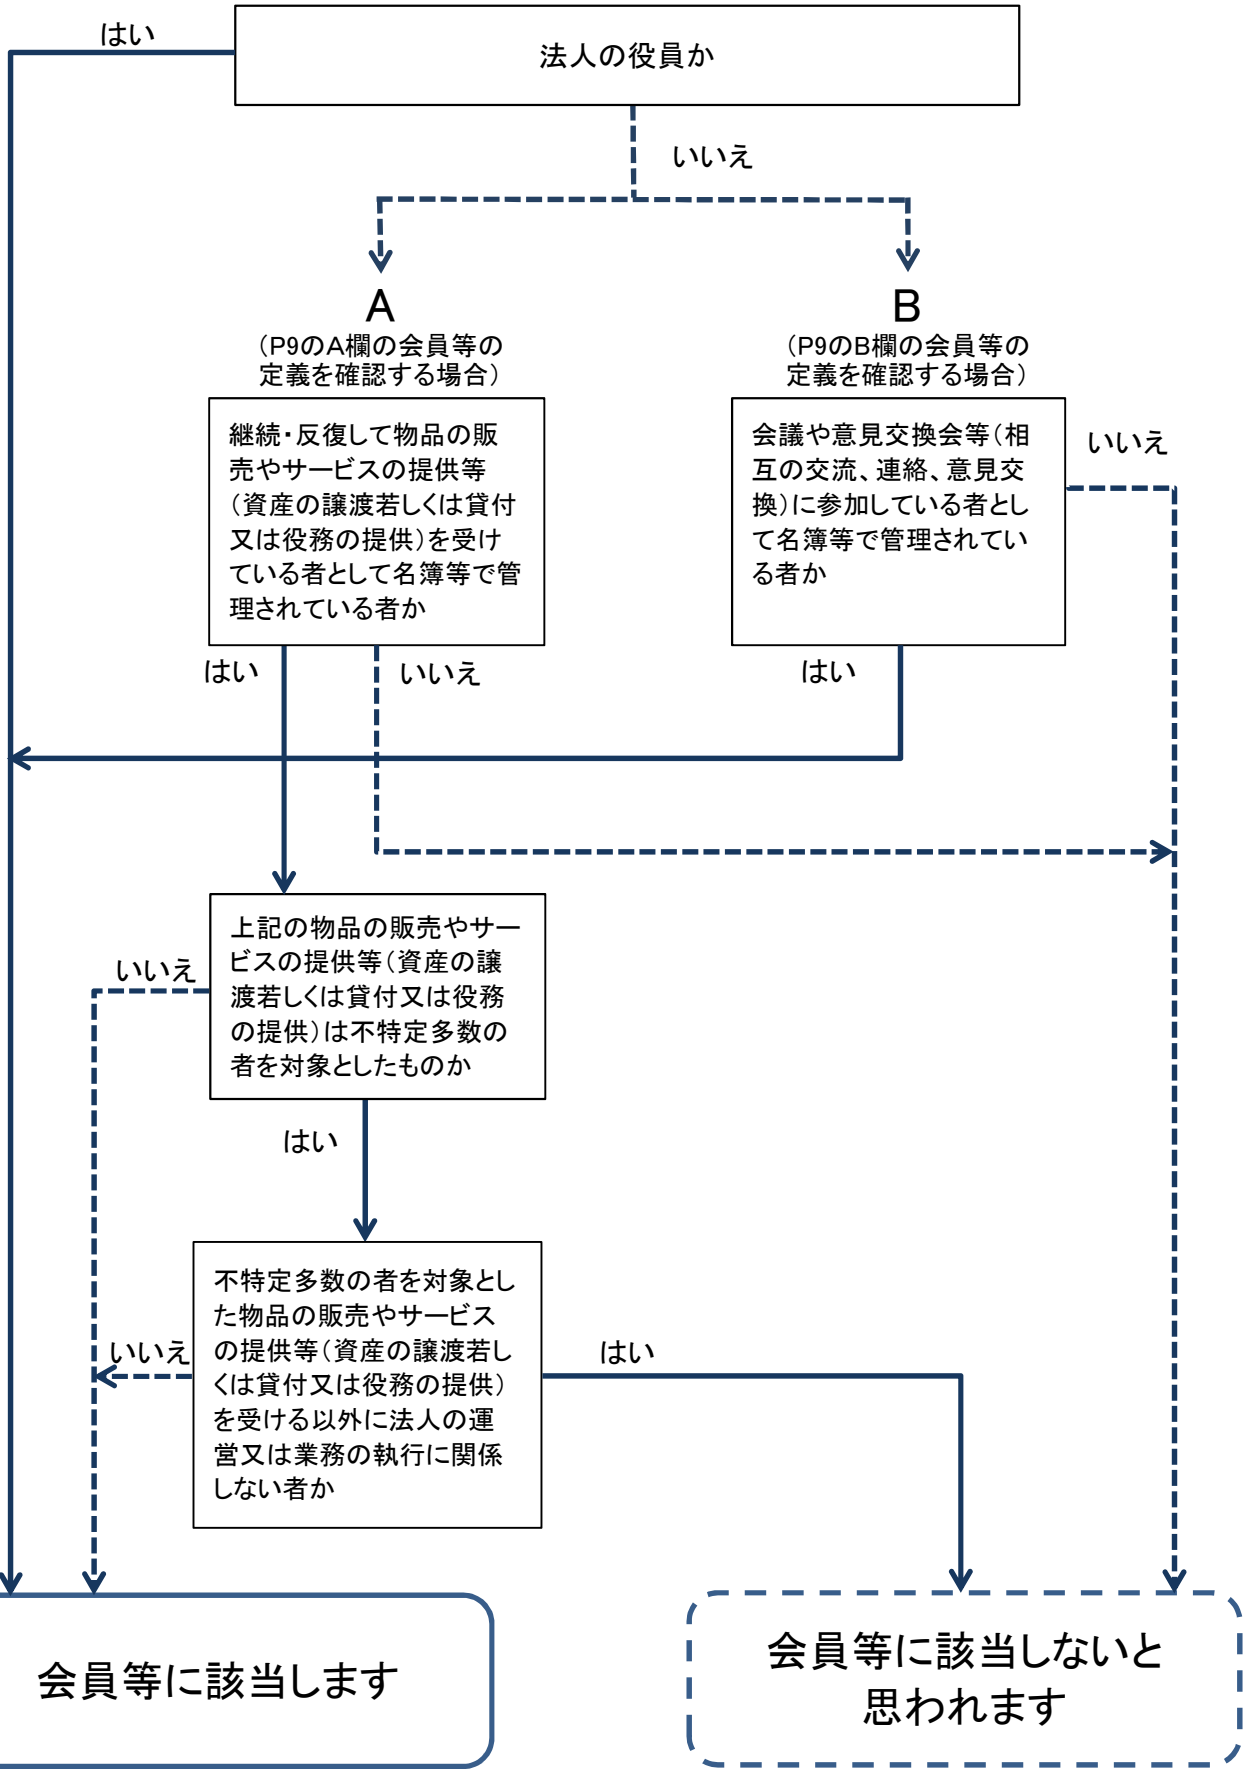 はい
法人の役員か
いいえ
A
（P9のA欄の会員等の
定義を確認する場合）
継続・反復して物品の販
売やサービスの提供等
（資産の譲渡若しくは貸付
又は役務の提供）を受け
ている者として名簿等で管
理されている者か
はい
いいえ
B
（P9のB欄の会員等の
定義を確認する場合）
会議や意見交換会等（相
互の交流、連絡、意見交
換）に参加している者とし
て名簿等で管理されてい
る者か
いいえ
はい
上記の物品の販売やサー
ビスの提供等（資産の譲
渡若しくは貸付又は役務
の提供）は不特定多数の
者を対象としたものか
いいえ
はい
不特定多数の者を対象とし
た物品の販売やサービス
の提供等（資産の譲渡若し
くは貸付又は役務の提供）
を受ける以外に法人の運
営又は業務の執行に関係
しない者か
いいえ
はい
会員等に該当します
会員等に該当しないと
思われます